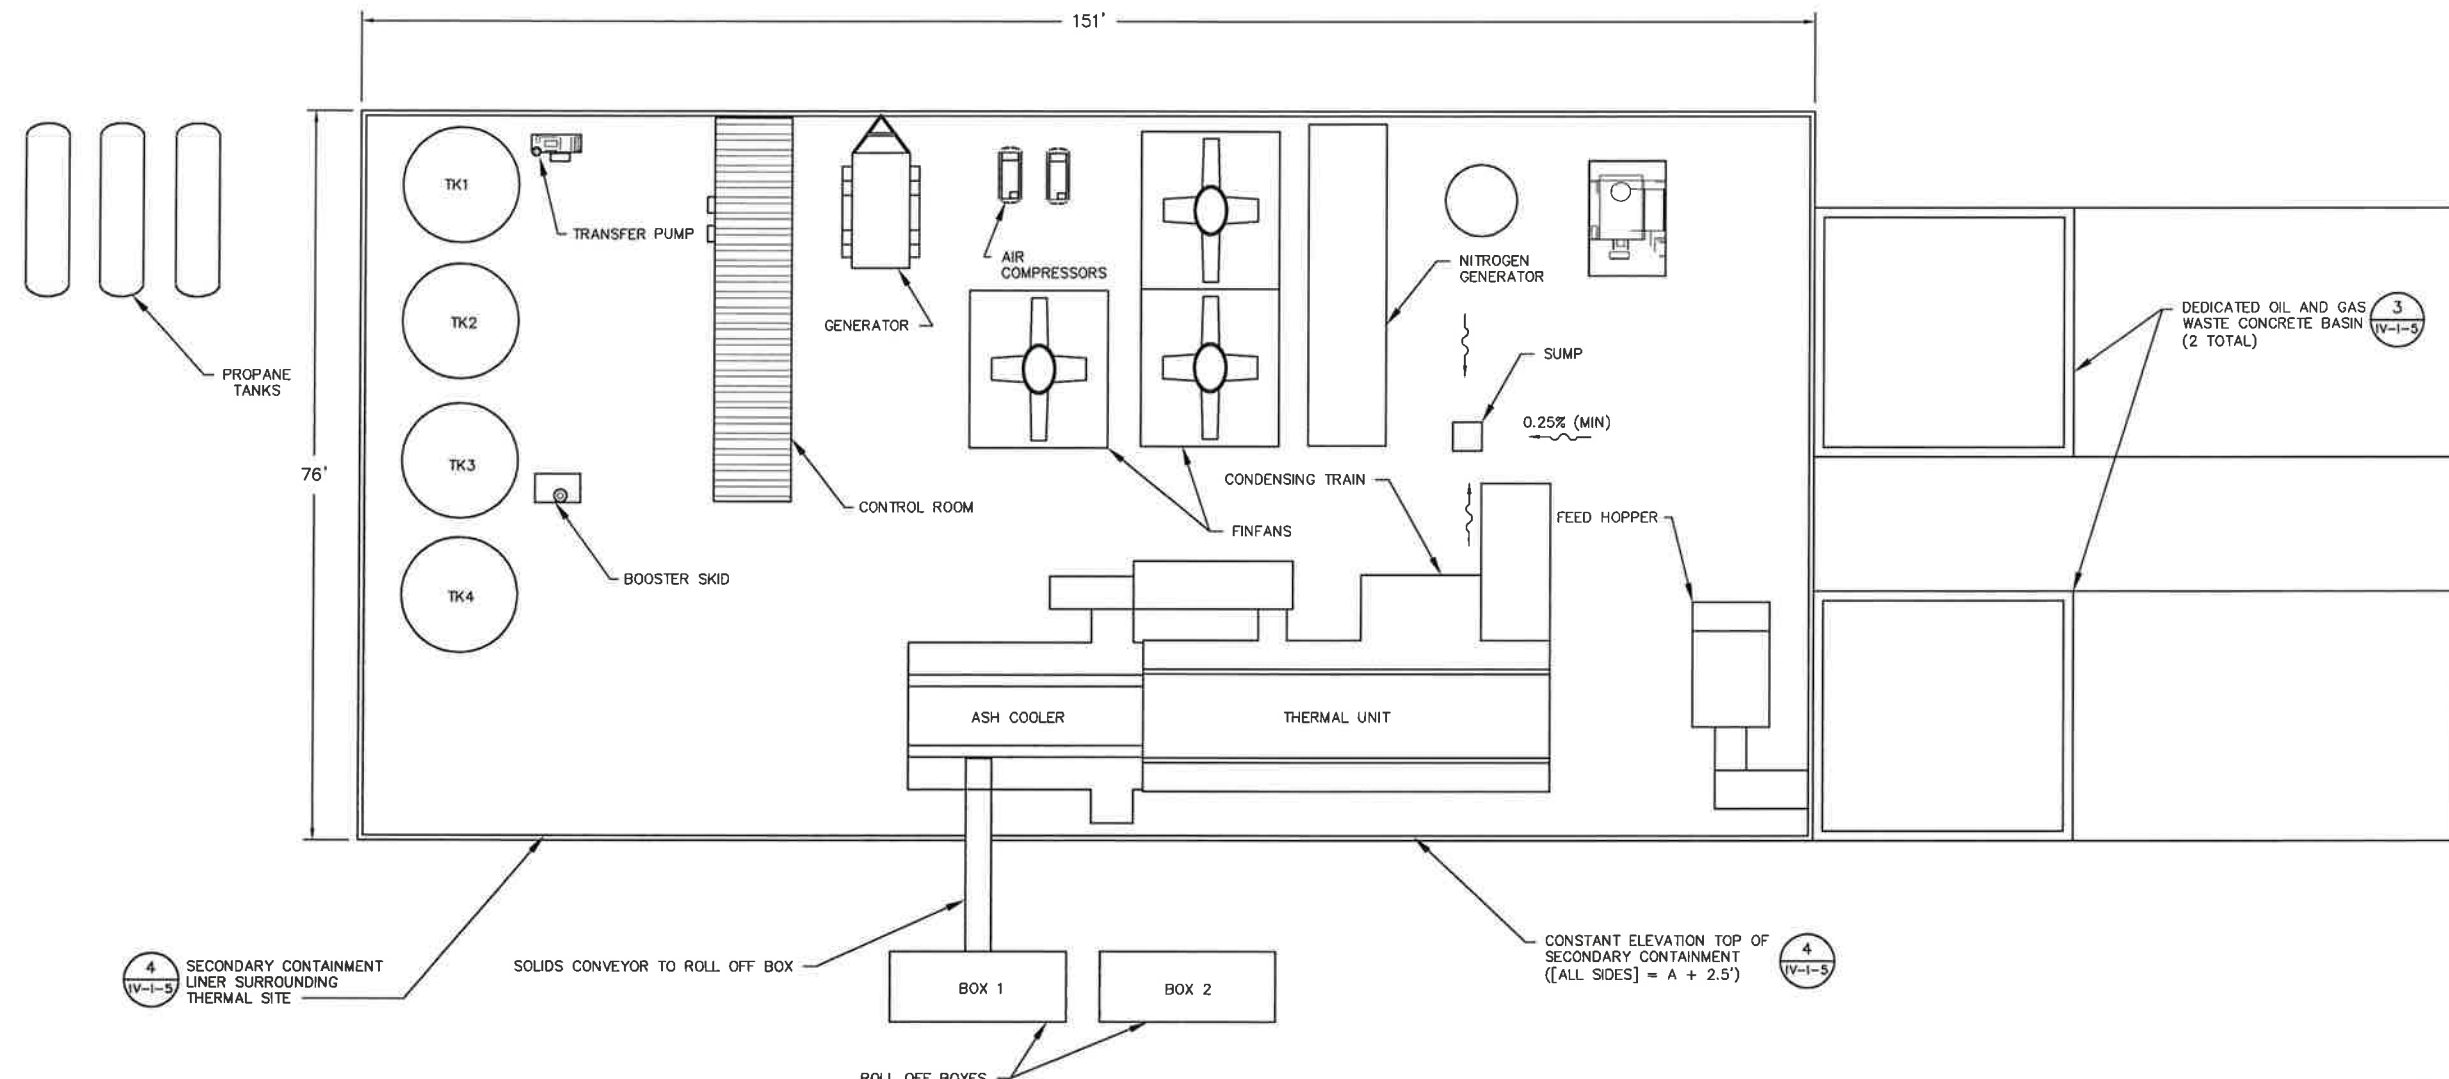 151'
TK1
TRANSFER PUMP
AIR
COMPRESSORS
NITROGEN
GENERATOR
GENERATOR
TK2
DEDICATED OIL AND GAS
WASTE CONCRETE BASIN
(2 TOTAL)
3
IV-I-5
SUMP
PROPANE
TANKS
0.25% (MIN)
76'
TK3
CONDENSING TRAIN
CONTROL ROOM
FEED HOPPER
FINFANS
BOOSTER SKID
TK4
ASH COOLER
THERMAL UNIT
4
IV-I-5
SECONDARY CONTAINMENT
LINER SURROUNDING
THERMAL SITE
SOLIDS CONVEYOR TO ROLL OFF BOX
CONSTANT ELEVATION TOP OF
SECONDARY CONTAINMENT
([ALL SIDES] = A + 2.5')
4
IV-I-5
BOX 1
BOX 2
ROLL OFF BOXES